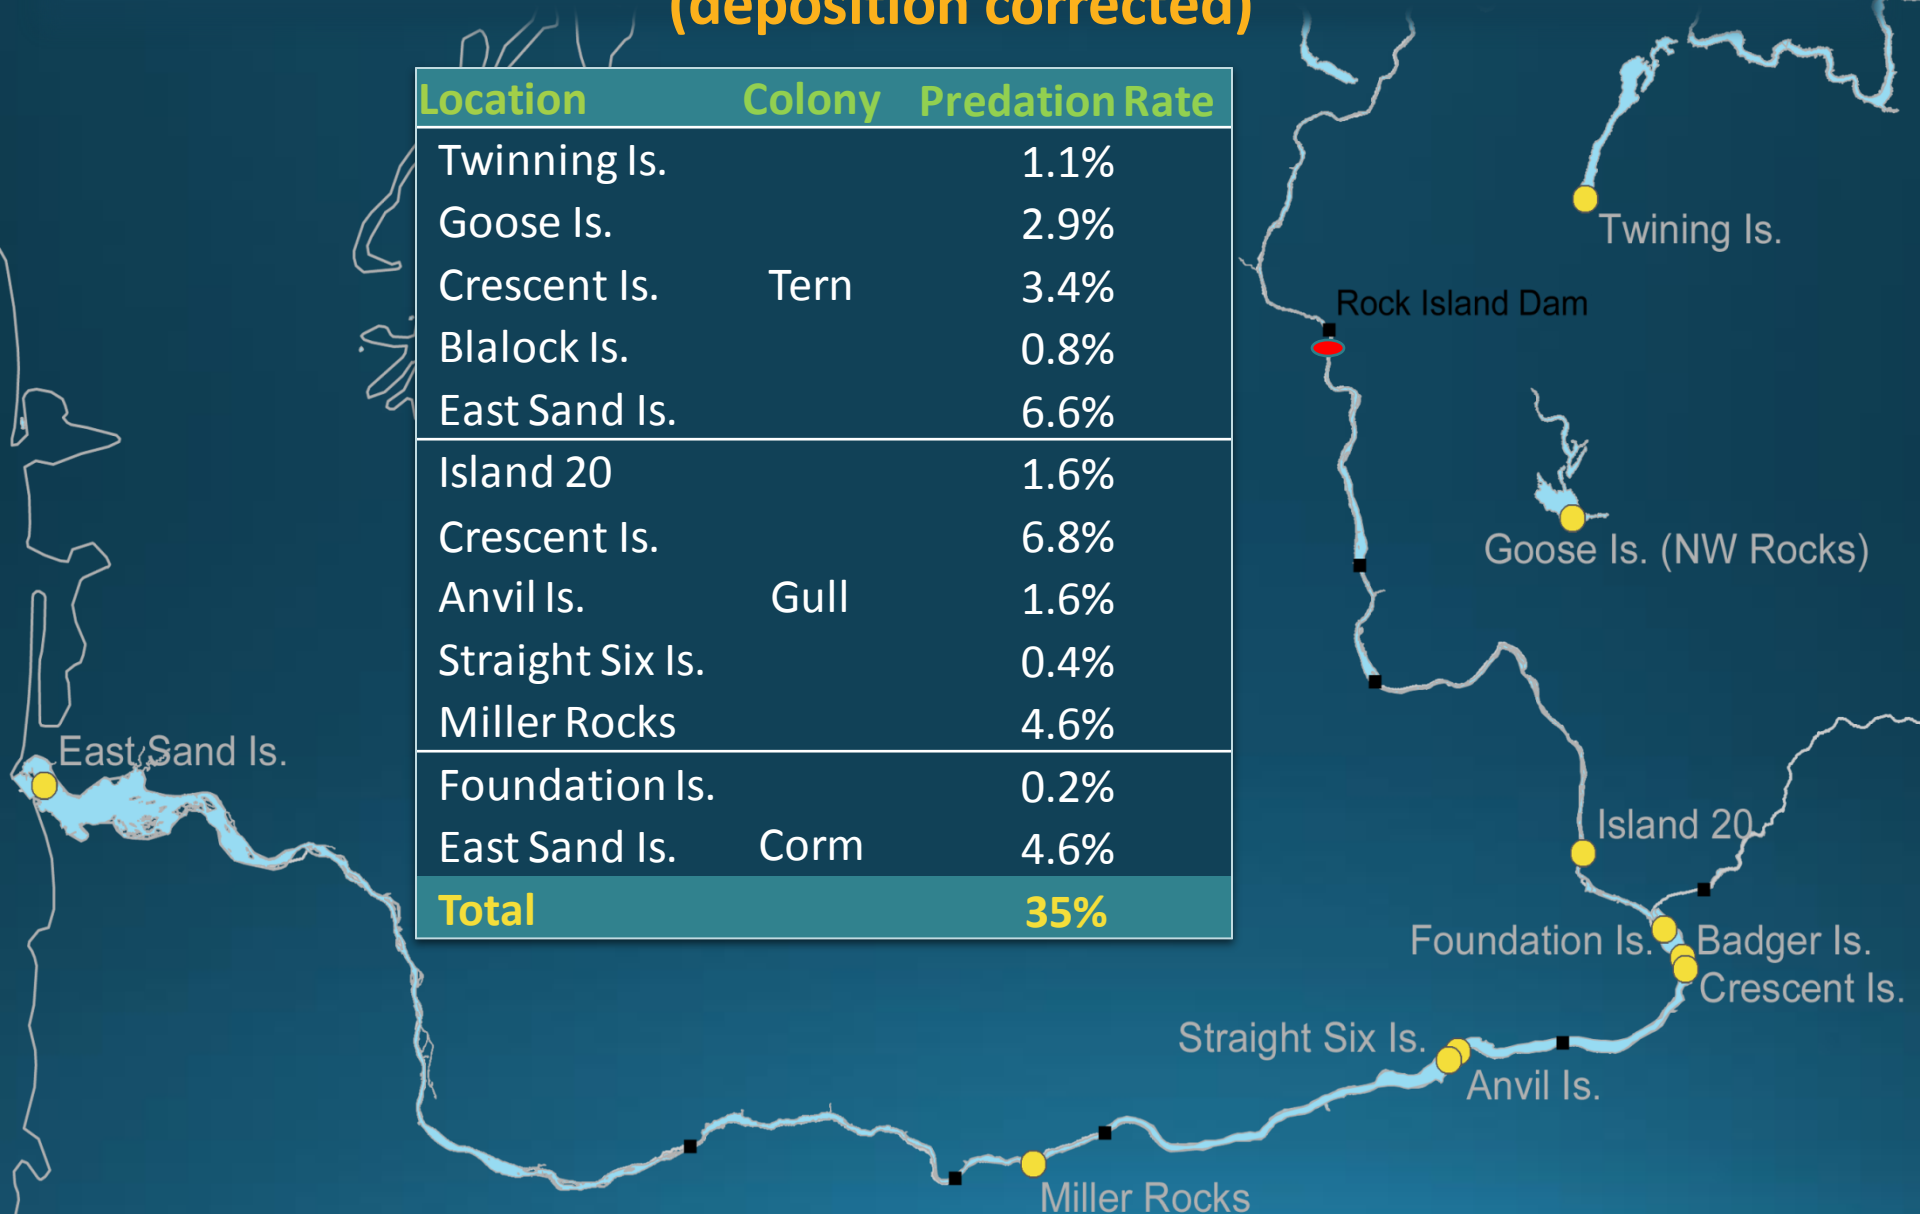 (deposition corrected)
Location Colony Predation Rate
Twinning Is. 1.1%
Goose Is. 2.9%
Crescent Is. Tern 3.4%
Blalock Is. 0.8%
East Sand Is. 6.6%
Island 20 1.6%
Crescent Is. 6.8%
Anvil Is. Gull 1.6%
Straight Six Is. 0.4%
Miller Rocks 4.6%
Foundation Is. 0.2%
East Sand Is. Corm 4.6%
Total 35%
Twining Is.
Rock Island Dam
Goose Is. (NW Rocks)
East Sand Is.
Island 20
Foundation Is.
Badger Is.
Crescent Is.
Straight Six Is.
Anvil Is.
Miller Rocks